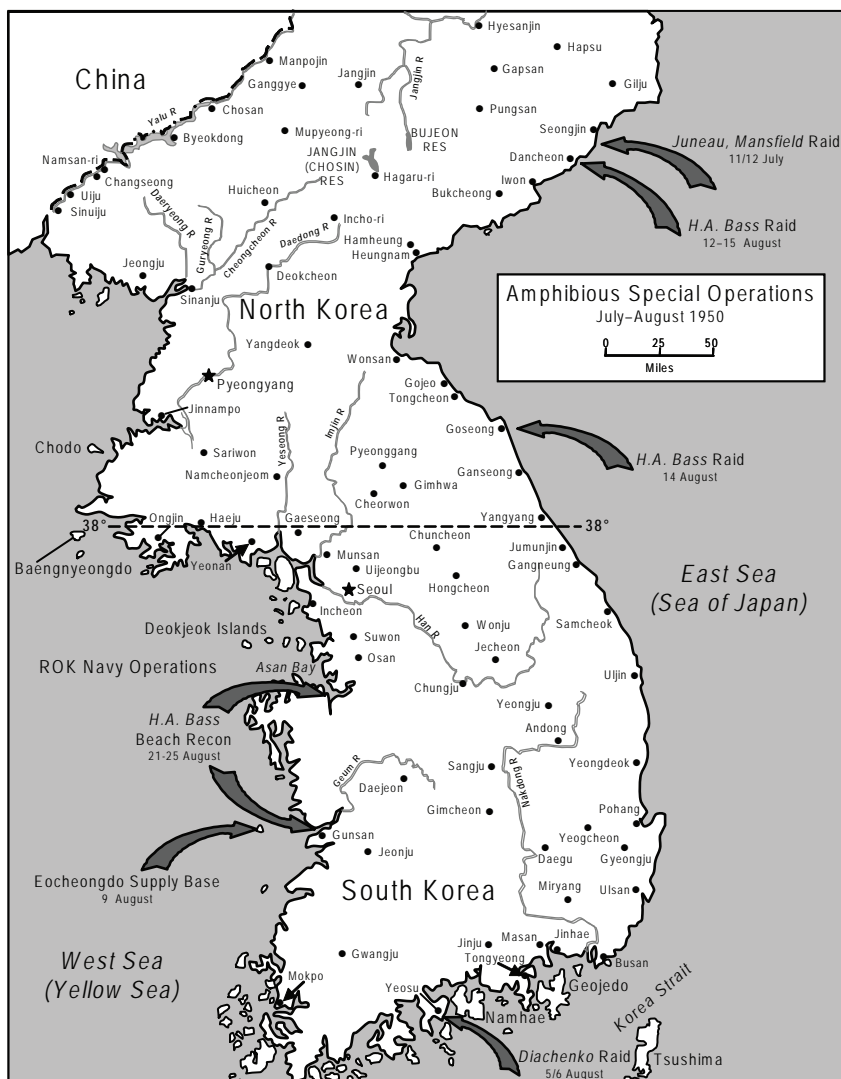 Hyesanjin
Hapsu
Manpojin
China
Ganggye
Jangjin
Jangjin R
Gapsan
Gilju
Chosan
Yalu R
Pungsan
Byeokdong
Mupyeong-ri
BUJEON
RES
Seongjin
Juneau, Mansfield Raid
11/12 July
Namsan-ri
JANGJIN
(CHOSIN)
RES
Dancheon
Changseong
Hagaru-ri
Iwon
Uiju
Huicheon
Bukcheong
Sinuiju
Daeryeong R
Guryeong R
Cheongcheon R
Incho-ri
H.A. Bass Raid
12–15 August
Daedong R
Hamheung
Heungnam
Jeongju
Deokcheon
Sinanju
North Korea
Amphibious Special Operations
July–August 1950
0 25 50
Miles
Yangdeok
Wonsan
Pyeongyang
Gojeo
Tongcheon
Jinnampo
Imjin R
Yeseong R
Goseong
Chodo
Sariwon
Pyeonggang
H.A. Bass Raid
14 August
Namcheonjeom
Gimhwa
Ganseong
Cheorwon
Ongjin
Haeju
Gaeseong
Yangyang
38°
38°
Baengnyeongdo
Yeonan
Munsan
Chuncheon
Jumunjin
Uijeongbu
Gangneung
Seoul
Hongcheon
East Sea
(Sea of Japan)
Incheon
Samcheok
Deokjeok Islands
Suwon
Han R
Wonju
Osan
Jecheon
ROK Navy Operations
Asan Bay
Uljin
Chungju
H.A. Bass
Beach Recon
21-25 August
Yeongju
Andong
Geum R
Sangju
Nakdong R
Yeongdeok
Daejeon
Gimcheon
Pohang
Gunsan
Yeogcheon
Jeonju
Daegu
Gyeongju
Eocheongdo Supply Base
9 August
South Korea
Miryang
Ulsan
West Sea
(Yellow Sea)
Gwangju
Jinju
Masan
Jinhae
Tongyeong
Busan
Mokpo
Yeosu
Geojedo
Namhae
Korea Strait
Diachenko Raid
5/6 August
Tsushima